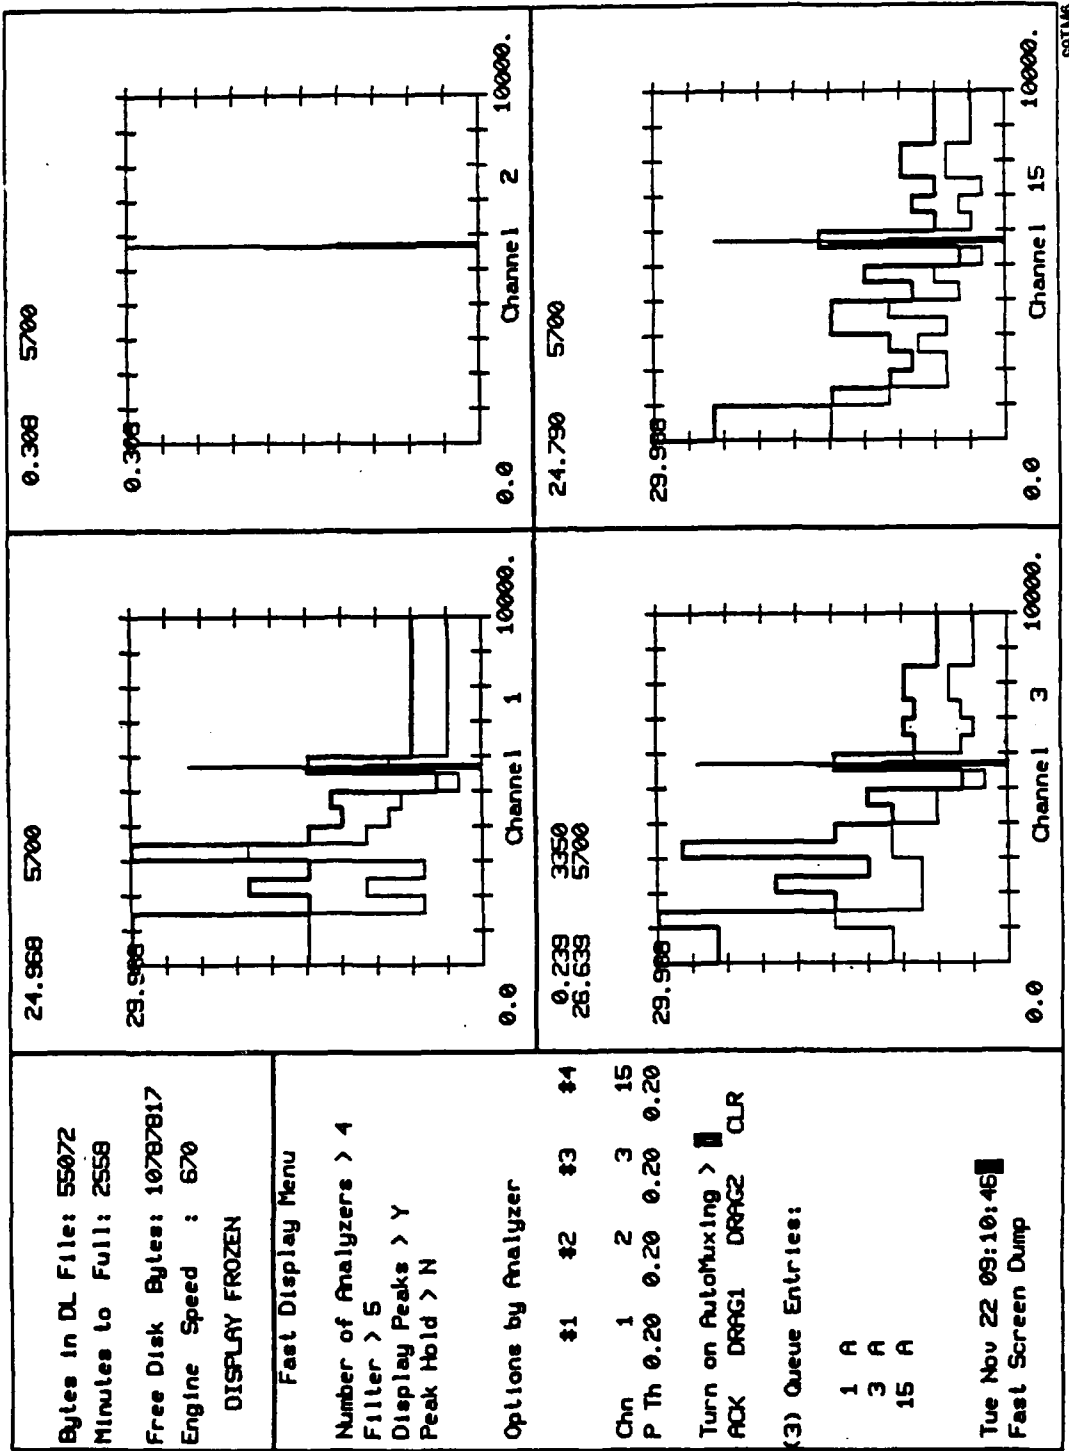 Bytes in DL File: 55072
Minutes to Full: 2558
Free Disk Bytes: 10787817
Engine Speed : 670
DISPLAY FROZEN
Fast Display Menu
Number of Analyzers > 4
Filter > 5
Display Peaks > Y
Peak Hold > N
Options by Analyzer
#1 #2 #3 #4
Chn 1 2 3 15
P Th 0.20 0.20 0.20 0.20
Turn on AutoMuxing >
ACK DRAG1 DRAG2 CLR
(3) Queue Entries:
1 A
3 A
15 A
Tue Nov 22 09:10:46
Fast Screen Dump
24.968 5700
29.988
0.0 Channel 1 10000.
0.308 5700
0.308
0.0 Channel 2 10000.
0.239 3350
26.639 5700
29.988
0.0 Channel 3 10000.
24.790 5700
29.988
0.0 Channel 15 10000.